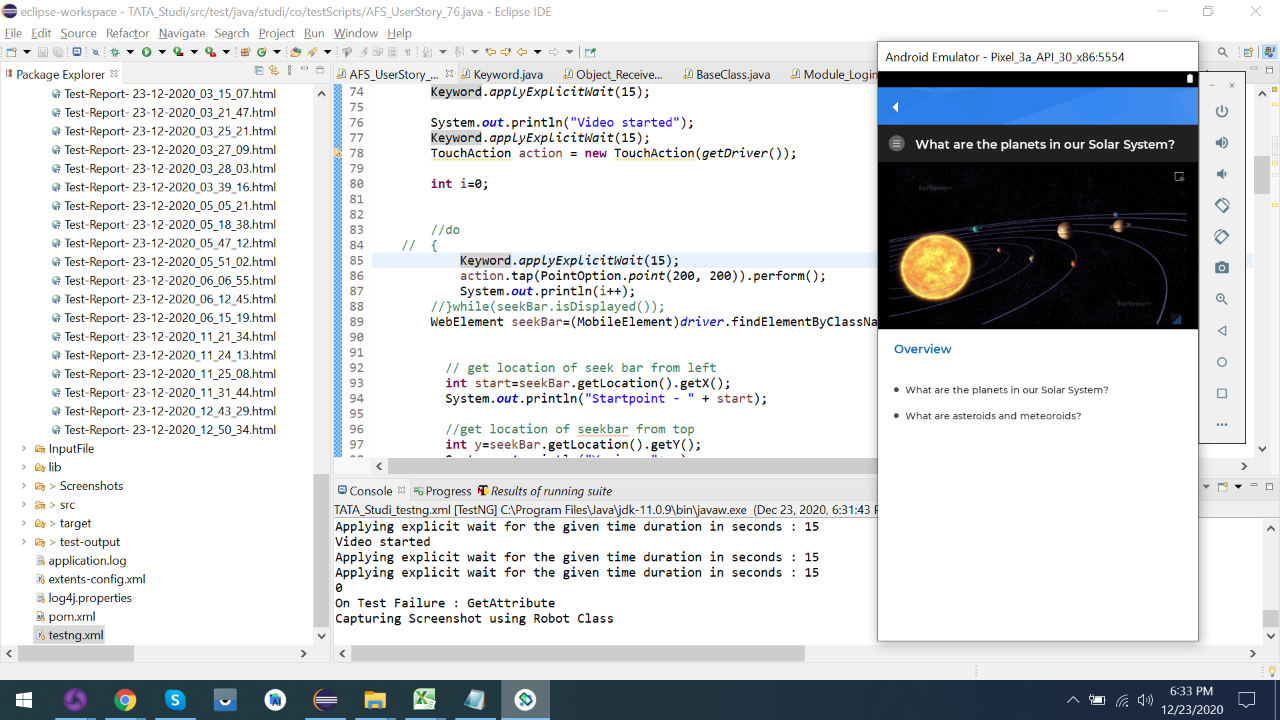 eclipse-workspace - TATA_Studi/src/test/java/studi/co/testScripts/AFS_UserStory_76.java - Eclipse IDE
File Edit Source Refactor Navigate Search Project Run Window Help
Package Explorer
Test-Report- 23-12-2020_03_15_07.html
Test-Report- 23-12-2020_03_21_47.html
Test-Report- 23-12-2020_03_25_21.html
Test-Report- 23-12-2020_03_27_09.html
Test-Report- 23-12-2020_03_28_03.html
Test-Report- 23-12-2020_03_39_16.html
Test-Report- 23-12-2020_05_05_21.html
Test-Report- 23-12-2020_05_18_38.html
Test-Report- 23-12-2020_05_47_12.html
Test-Report- 23-12-2020_05_51_02.html
Test-Report- 23-12-2020_06_06_55.html
Test-Report- 23-12-2020_06_12_45.html
Test-Report- 23-12-2020_06_15_19.html
Test-Report- 23-12-2020_11_21_34.html
Test-Report- 23-12-2020_11_24_13.html
Test-Report- 23-12-2020_11_25_08.html
Test-Report- 23-12-2020_11_31_44.html
Test-Report- 23-12-2020_12_43_29.html
Test-Report- 23-12-2020_12_50_34.html
InputFile
lib
> Screenshots
> src
> target
> test-output
application.log
extents-config.xml
log4j.properties
pom.xml
testng.xml
AFS_UserStory_... Keyword.java Object_Receive... BaseClass.java Module_Login
74 Keyword.applyExplicitWait(15);
75
76 System.out.println("Video started");
77 Keyword.applyExplicitWait(15);
78 TouchAction action = new TouchAction(getDriver());
79
80 int i=0;
81
82
83 //do
84 // {
85 Keyword.applyExplicitWait(15);
86 action.tap(PointOption.point(200, 200)).perform();
87 System.out.println(i++);
88 //}while(seekBar.isDisplayed());
89 WebElement seekBar=(MobileElement)driver.findElementByClassNa
90
91
92 // get location of seek bar from left
93 int start=seekBar.getLocation().getX();
94 System.out.println("Startpoint - " + start);
95
96 //get location of seekbar from top
97 int y=seekBar.getLocation().getY();
Console Progress Results of running suite
TATA_Studi_testng.xml [TestNG] C:\Program Files\Java\jdk-11.0.9\bin\javaw.exe (Dec 23, 2020, 6:31:43 P
Applying explicit wait for the given time duration in seconds : 15
Video started
Applying explicit wait for the given time duration in seconds : 15
Applying explicit wait for the given time duration in seconds : 15
0
On Test Failure : GetAttribute
Capturing Screenshot using Robot Class
Android Emulator - Pixel_3a_API_30_x86:5554
What are the planets in our Solar System?
Overview
What are the planets in our Solar System?
What are asteroids and meteoroids?
6:33 PM
12/23/2020